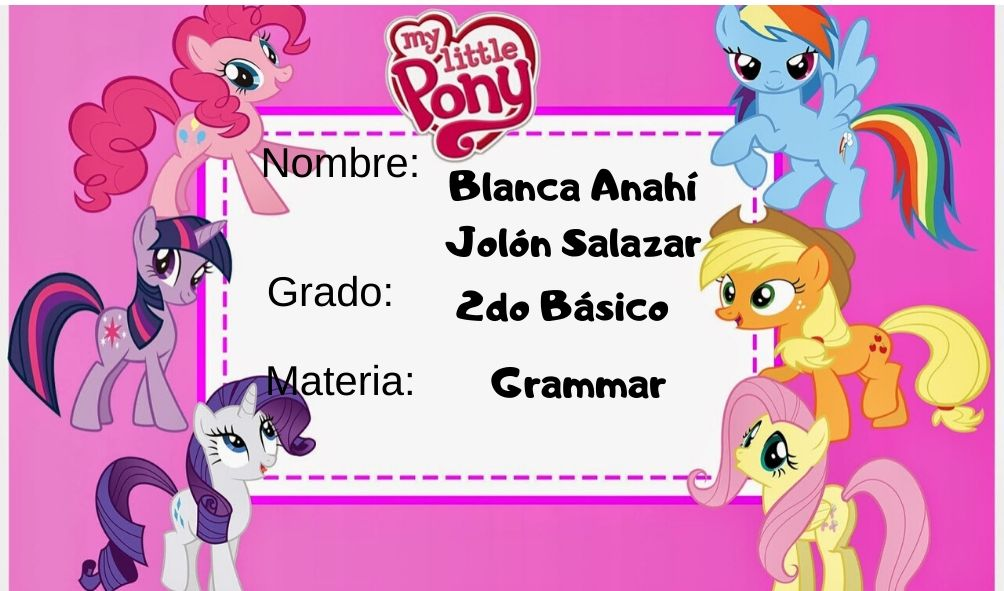 my
little
Pony
Nombre:
Blanca Anahí
Jolón Salazar
Grado:
2do Básico
Materia:
Grammar